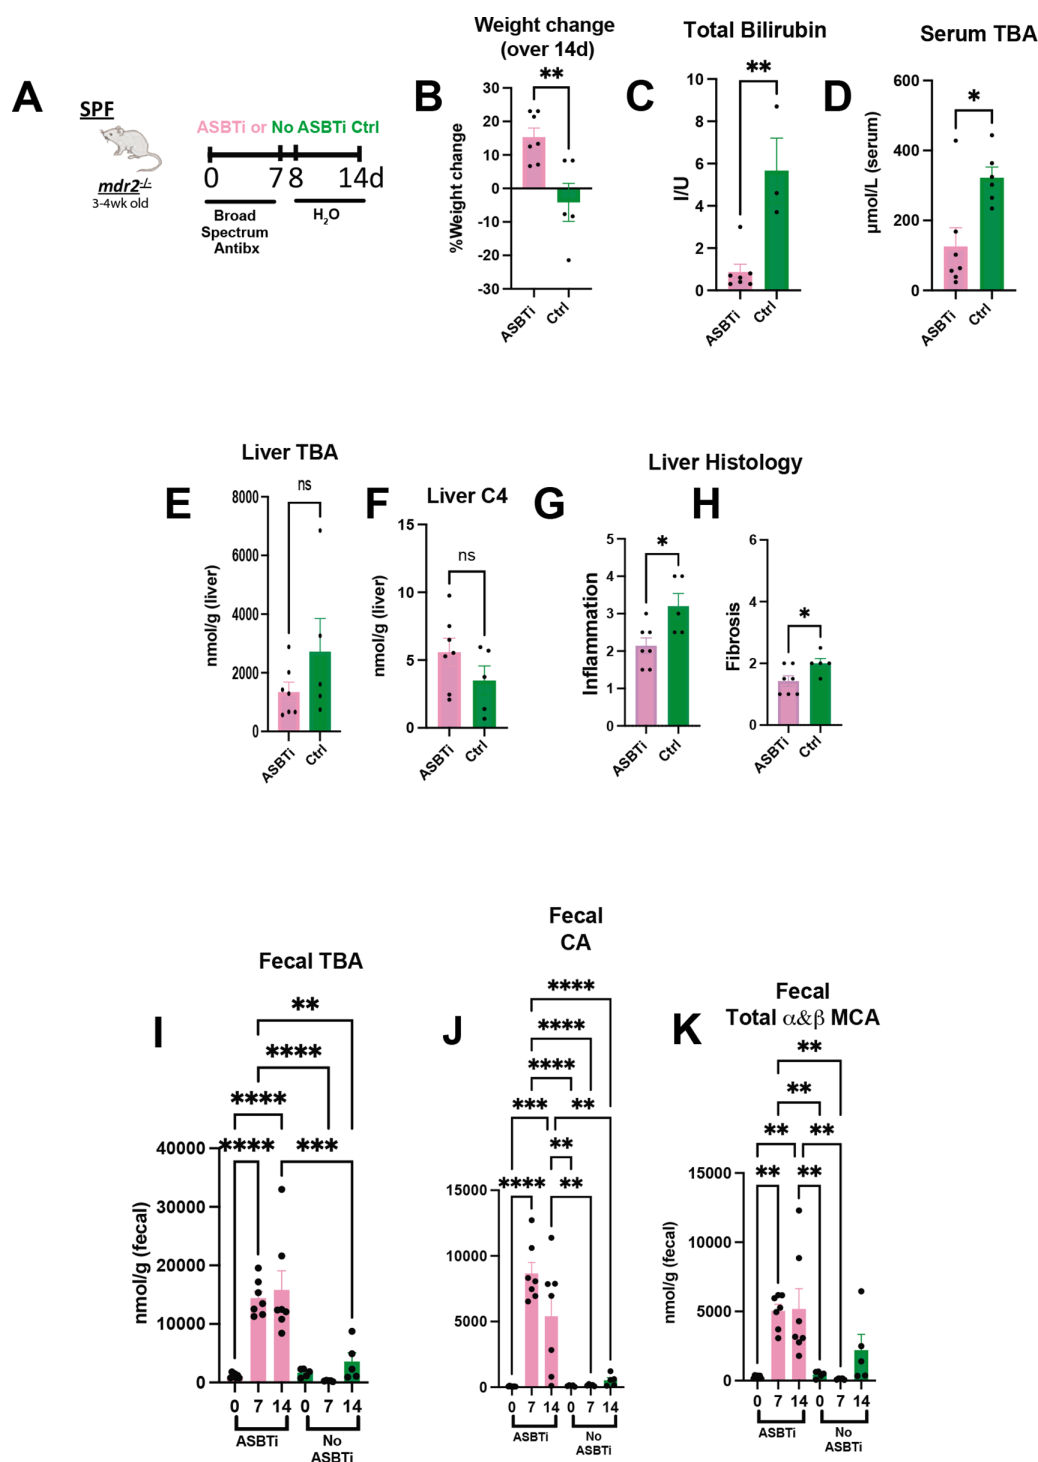 A
SPF
mdr2-/-
3-4wk old
ASBTi or No ASBTi Ctrl
0 7 8 14d
Broad
Spectrum
Antibx
H2O
B
Weight change
(over 14d)
**
%Weight change
30
20
10
0
-10
-20
-30
ASBTi
Ctrl
C
Total Bilirubin
**
I/U
10
8
6
4
2
0
ASBTi
Ctrl
D
Serum TBA
*
µmol/L (serum)
600
400
200
0
ASBTi
Ctrl
E
Liver TBA
ns
nmol/g (liver)
8000
6000
4000
2000
0
ASBTi
Ctrl
F
Liver C4
ns
nmol/g (liver)
15
10
5
0
ASBTi
Ctrl
Liver Histology
G
*
Inflammation
5
4
3
2
1
0
ASBTi
Ctrl
H
*
Fibrosis
6
4
2
0
ASBTi
Ctrl
I
Fecal TBA
**
****
****
****
***
nmol/g (fecal)
40000
30000
20000
10000
0
0 7 14 0 7 14
ASBTi
No
ASBTi
J
Fecal
CA
****
****
****
***
**
**
****
**
15000
10000
5000
0
0 7 14 0 7 14
ASBTi
No
ASBTi
K
Fecal
Total α&β MCA
**
**
**
**
**
**
nmol/g (fecal)
15000
10000
5000
0
0 7 14 0 7 14
ASBTi
No
ASBTi